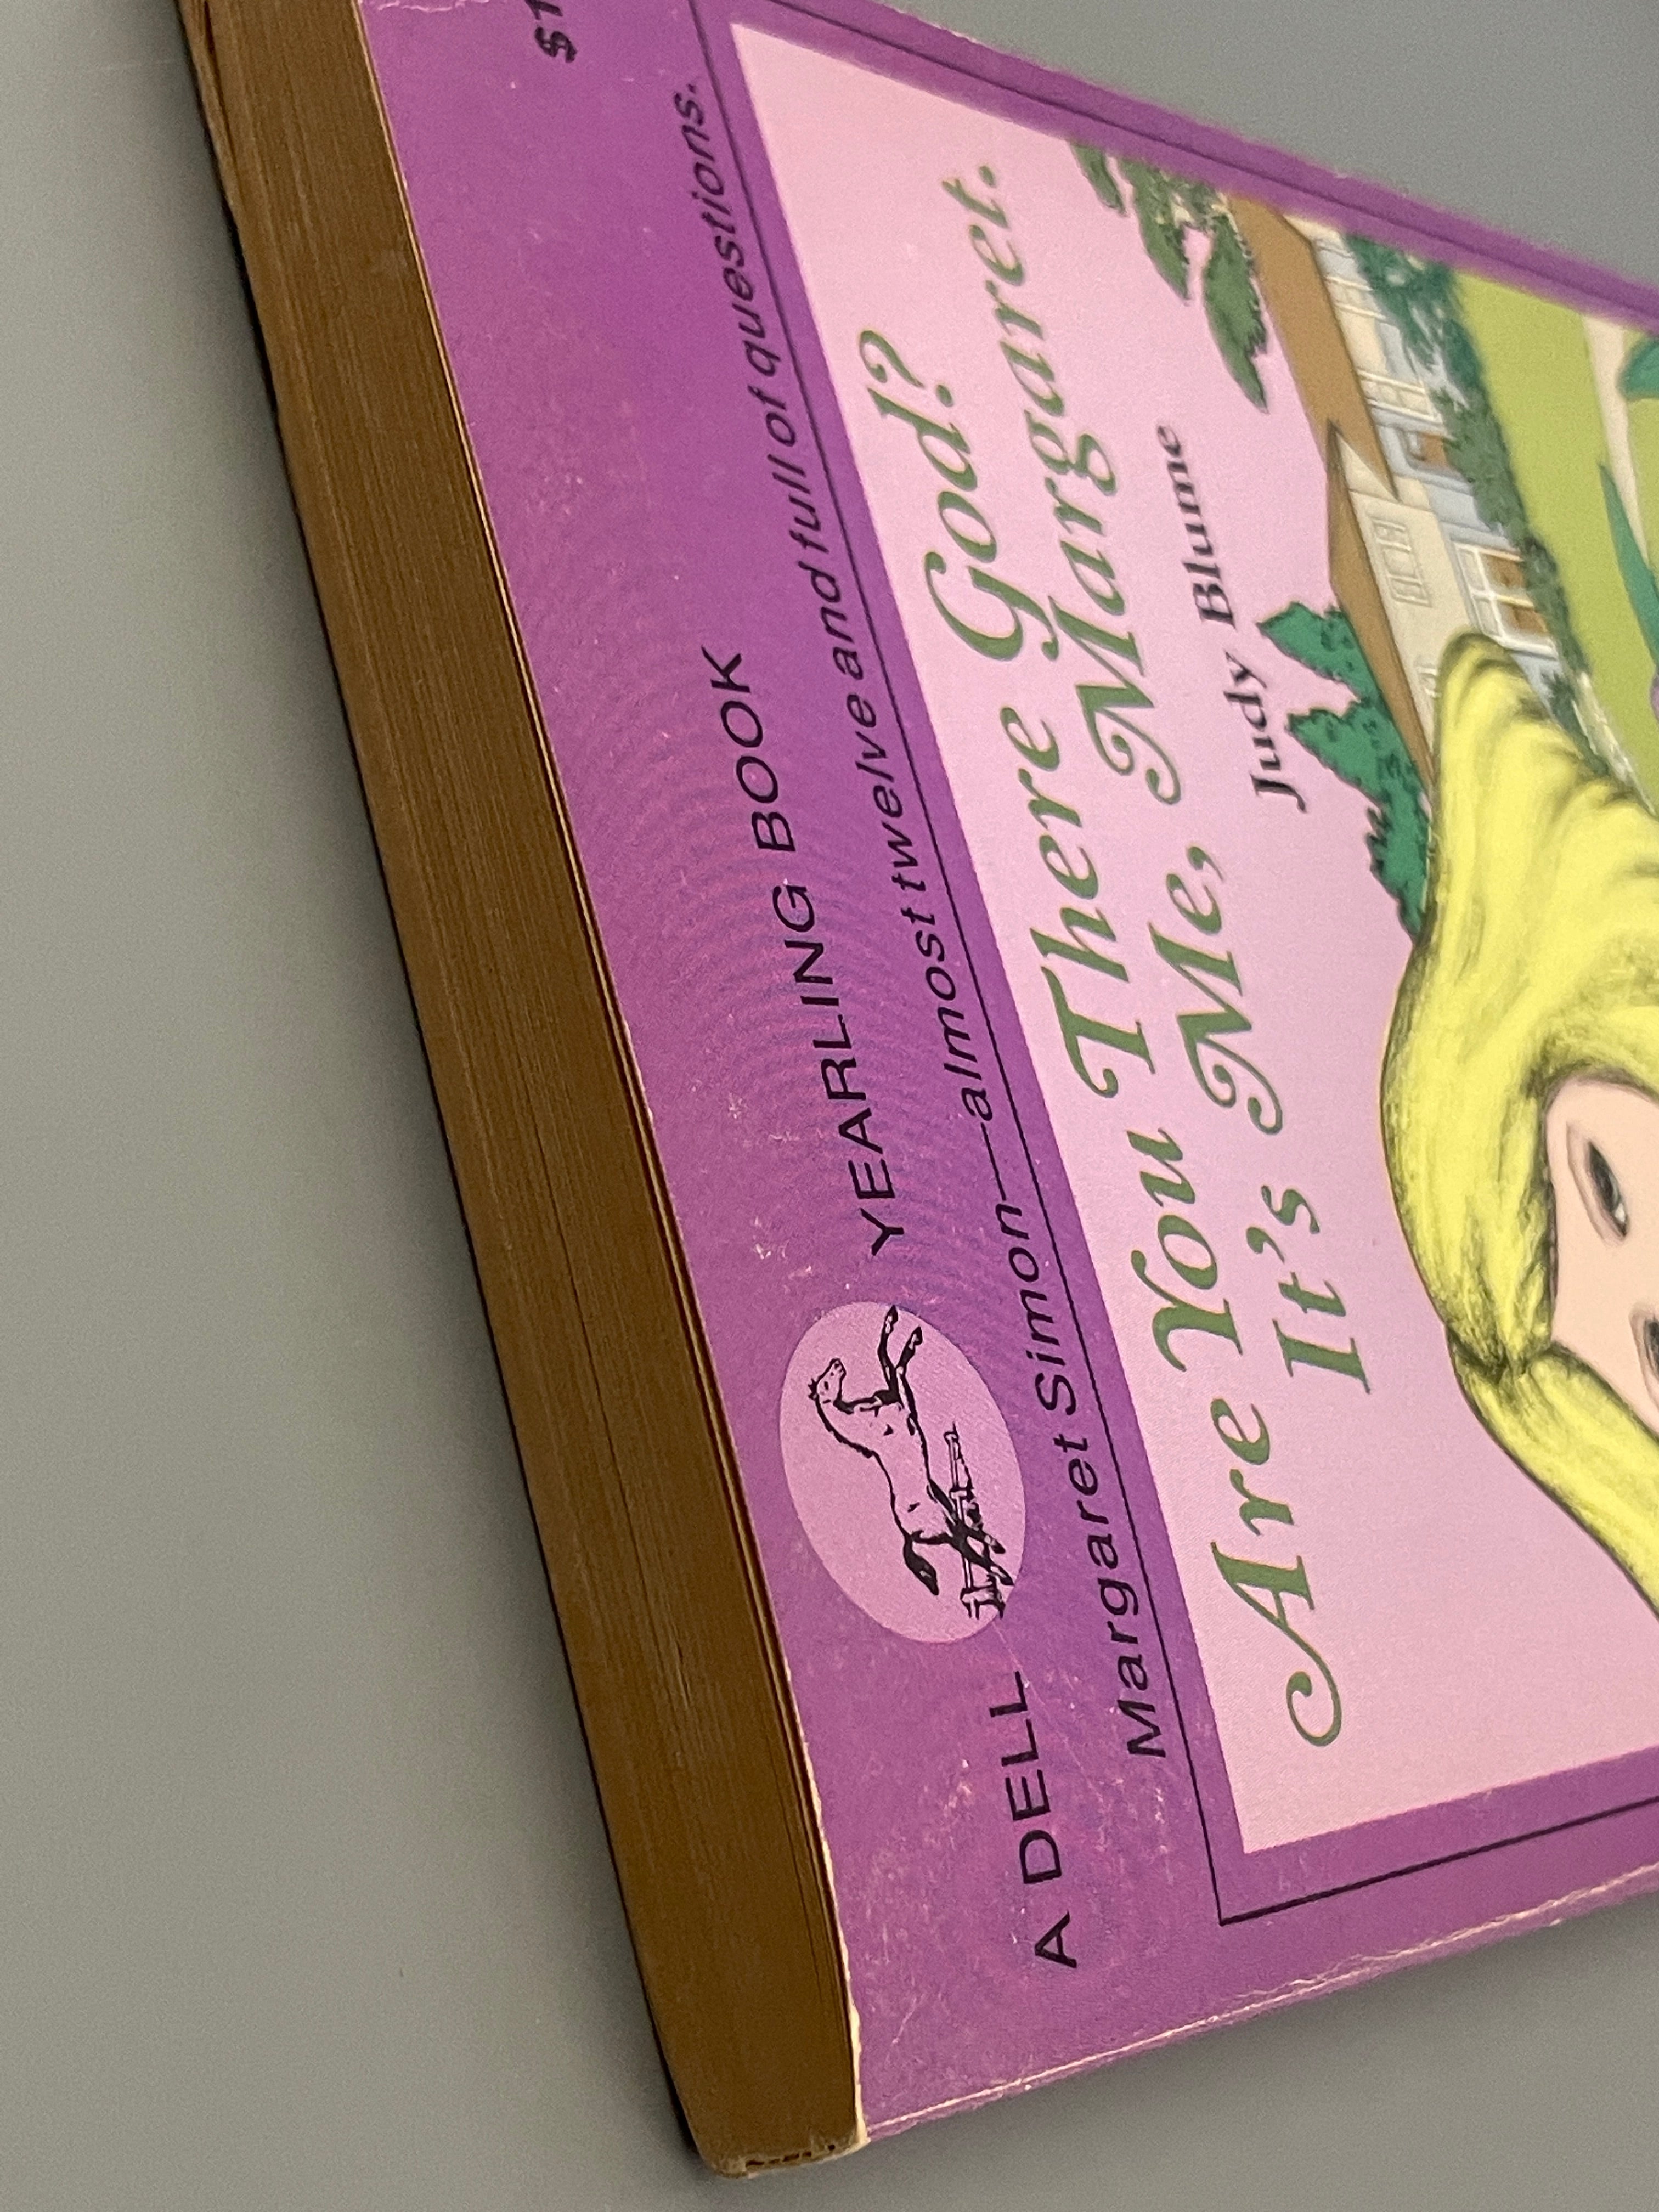 $1
A DELL YEARLING BOOK
Margaret Simon—almost twelve and full of questions.
Are You There God?
It's Me, Margaret.
Judy Blume